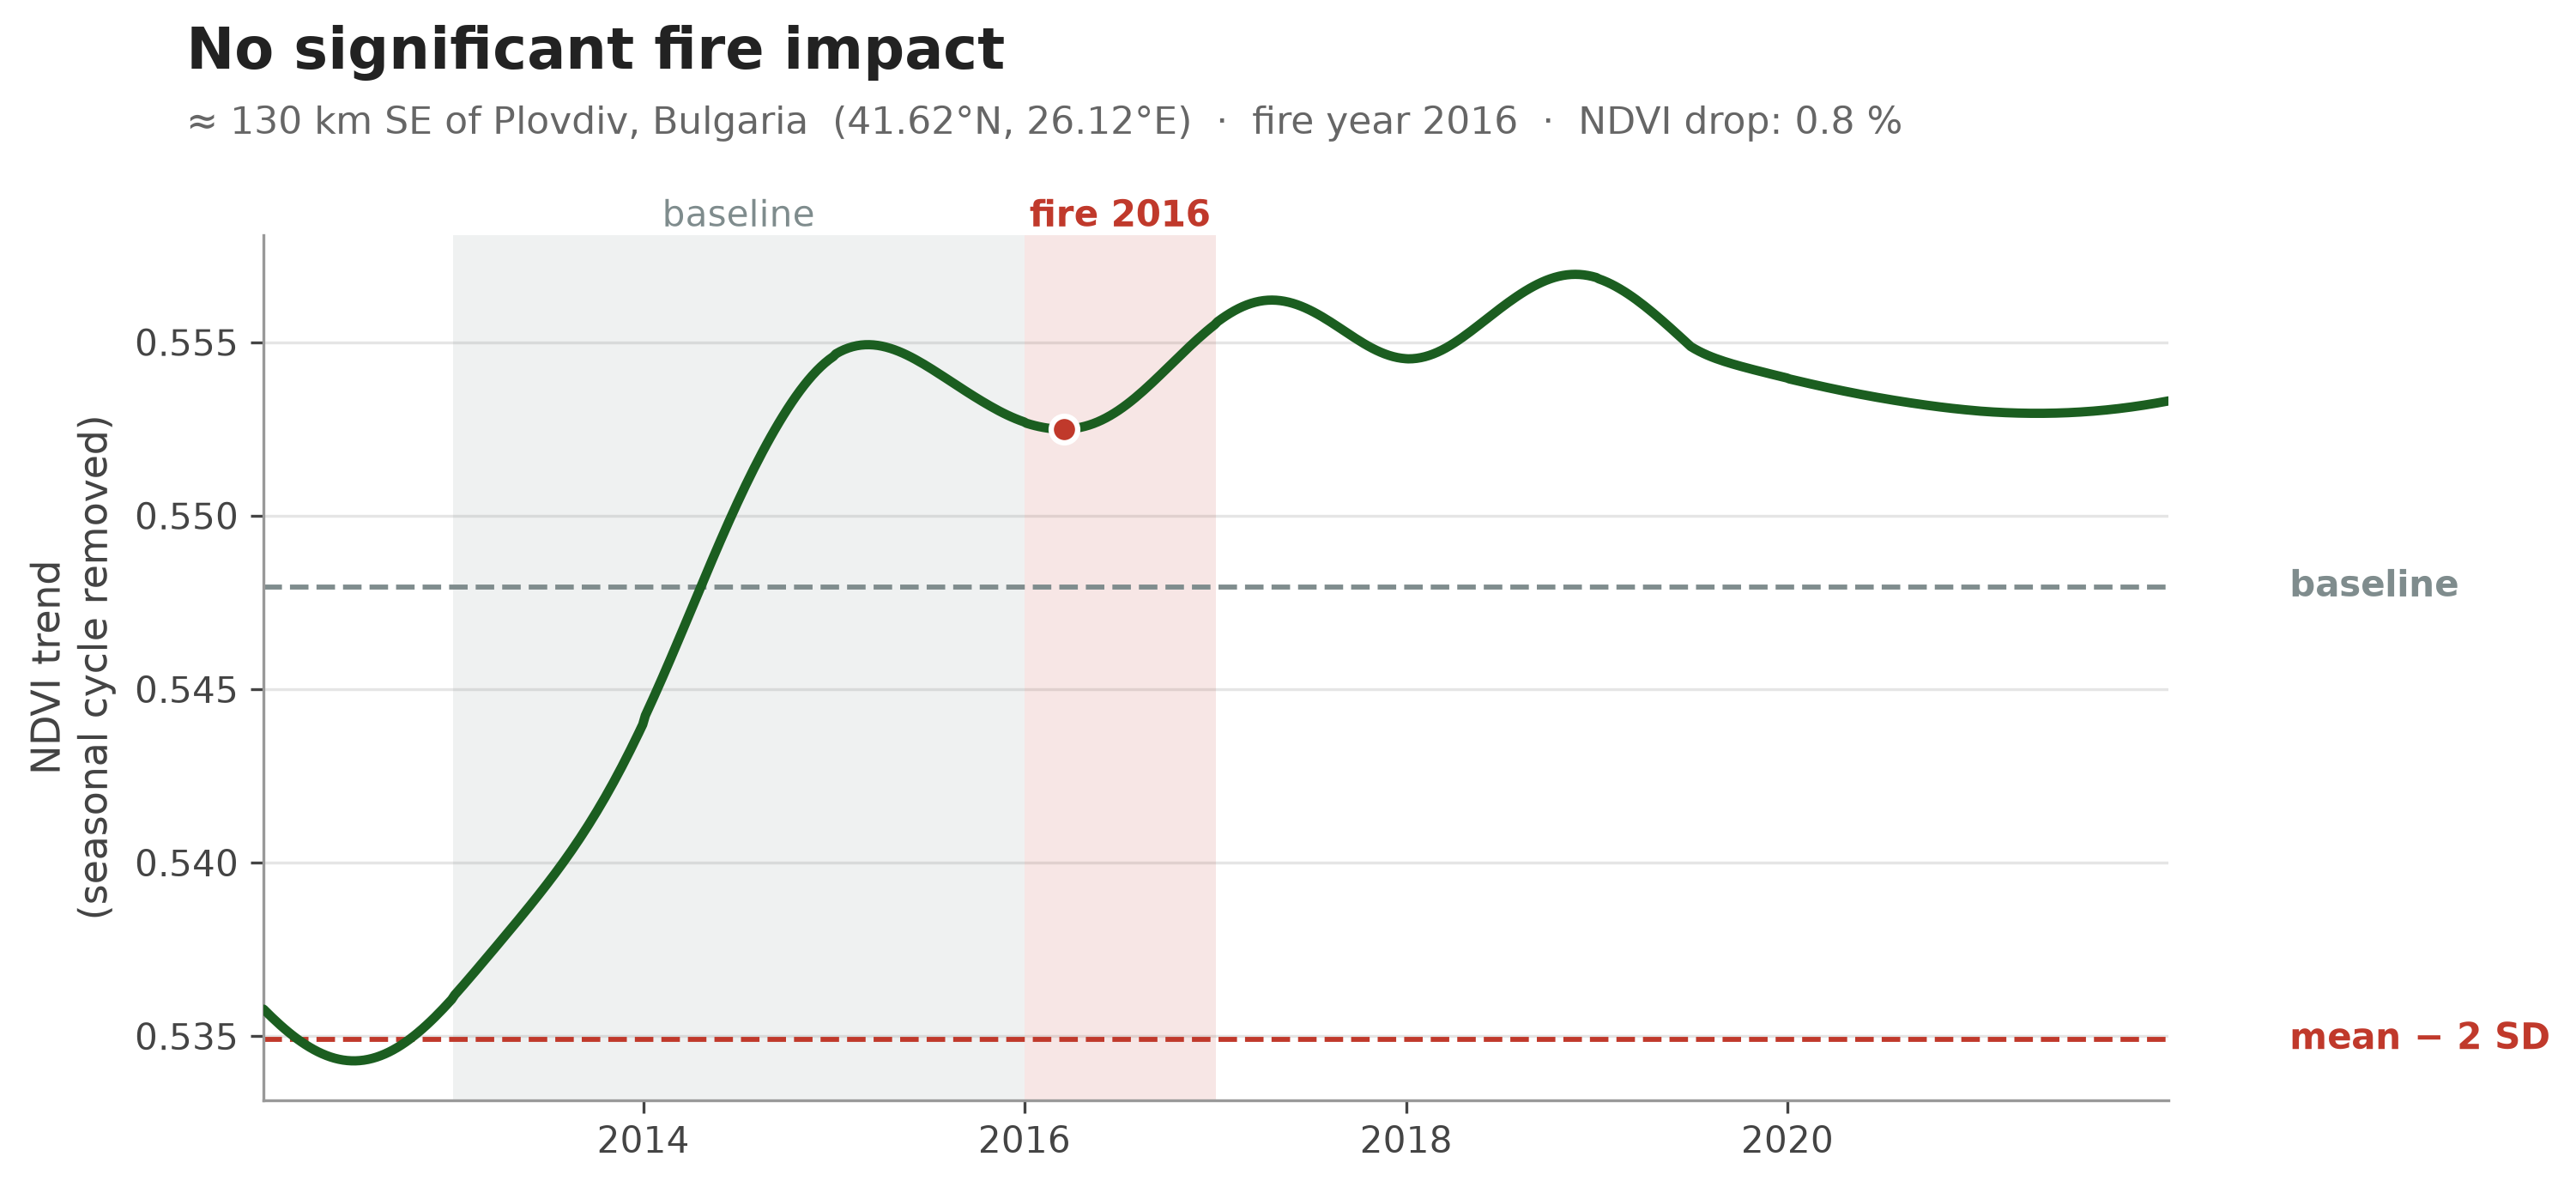 No significant fire impact
≈ 130 km SE of Plovdiv, Bulgaria (41.62°N, 26.12°E) · fire year 2016 · NDVI drop: 0.8 %
baseline
fire 2016
NDVI trend
(seasonal cycle removed)
0.555
0.550
0.545
0.540
0.535
baseline
mean − 2 SD
2014
2016
2018
2020